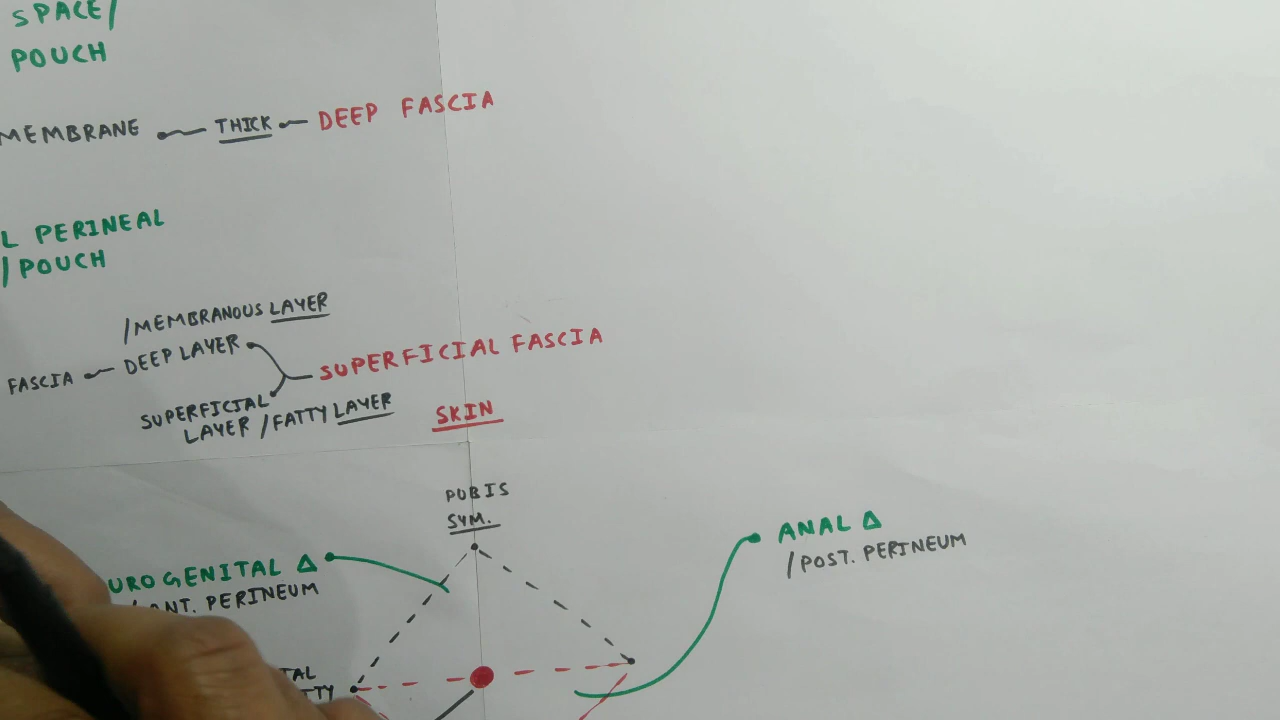 SPACE/
POUCH
MEMBRANE THICK DEEP FASCIA
L PERINEAL
/POUCH
/MEMBRANOUS LAYER
FASCIA DEEP LAYER
SUPERFICIAL FASCIA
SUPERFICIAL
LAYER /FATTY LAYER
SKIN
PUBIS
SYM.
UROGENITAL Δ
/ANT. PERINEUM
ANAL Δ
/POST. PERINEUM